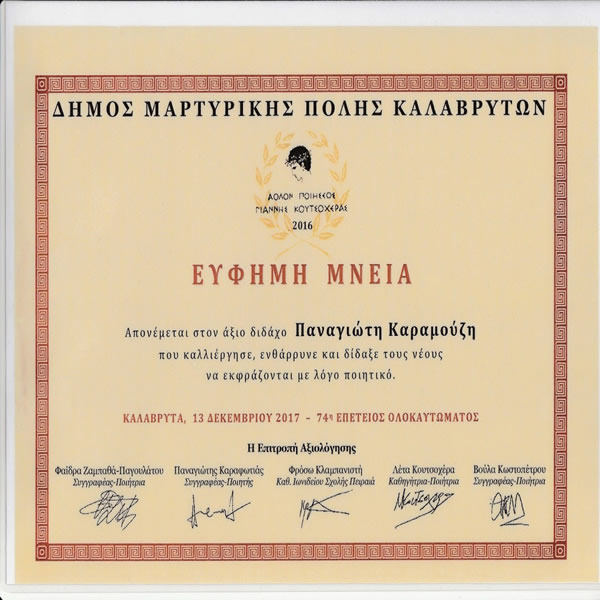 ΔΗΜΟΣ ΜΑΡΤΥΡΙΚΗΣ ΠΟΛΗΣ ΚΑΛΑΒΡΥΤΩΝ
ΑΘΛΟΝ ΠΟΙΗΣΕΩΣ
ΓΙΑΝΝΗΣ ΚΟΥΤΣΟΧΕΡΑΣ
2016
ΕΥΦΗΜΗ ΜΝΕΙΑ
Απονέμεται στον άξιο διδάχο Παναγιώτη Καραμούζη
που καλλιέργησε, ενθάρρυνε και δίδαξε τους νέους
να εκφράζονται με λόγο ποιητικό.
ΚΑΛΑΒΡΥΤΑ, 13 ΔΕΚΕΜΒΡΙΟΥ 2017 – 74η ΕΠΕΤΕΙΟΣ ΟΛΟΚΑΥΤΩΜΑΤΟΣ
Η Επιτροπή Αξιολόγησης
Φαίδρα Ζαμπαθά-Παγουλάτου Παναγιώτης Καραφωτιάς Φρόσω Κλαμπανιστή Λέτα Κουτσοχέρα Βούλα Κωστοπέτρου
Συγγραφέας-Ποιήτρια Συγγραφέας-Ποιητής Καθ. Ιωνιδείου Σχολής Πειραιά Καθηγήτρια-Ποιήτρια Συγγραφέας-Ποιήτρια